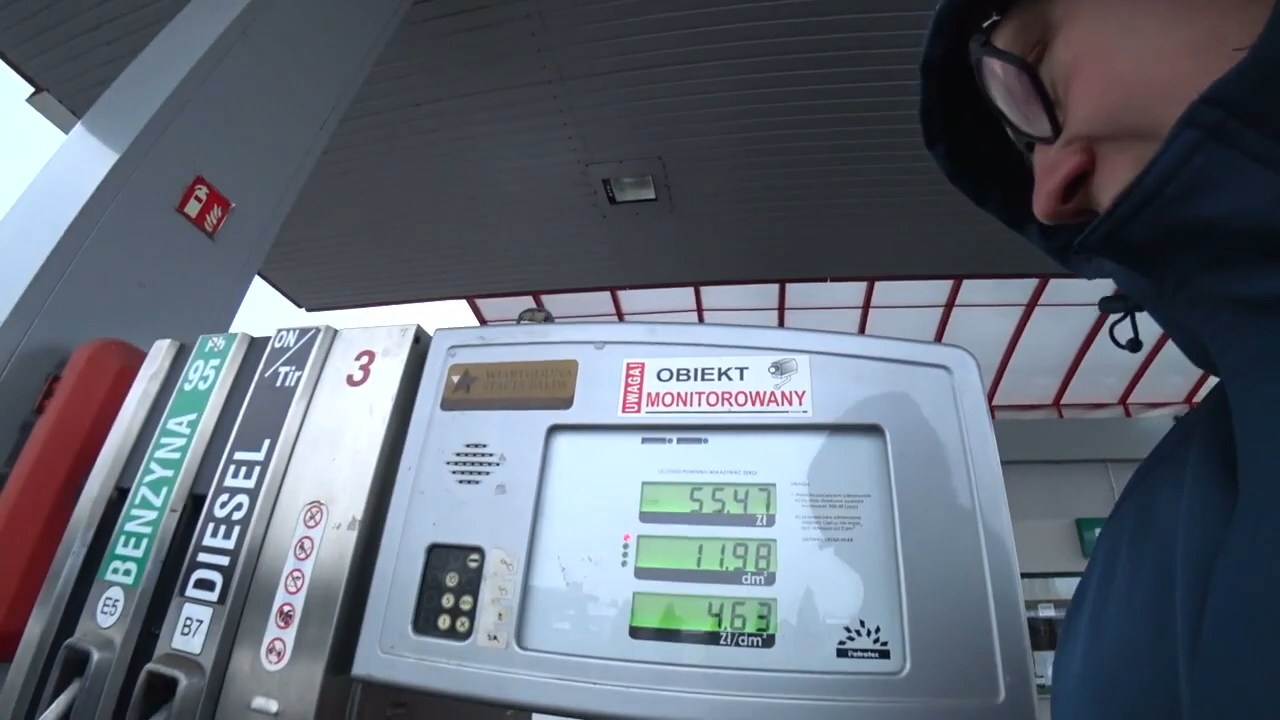 Pb
95
BENZYNA
E5
ON/
Tir
DIESEL
B7
3
UWAGA!
OBIEKT
MONITOROWANY
55.47
zł
11.98
dm³
4.63
zł/dm³
Petrotec